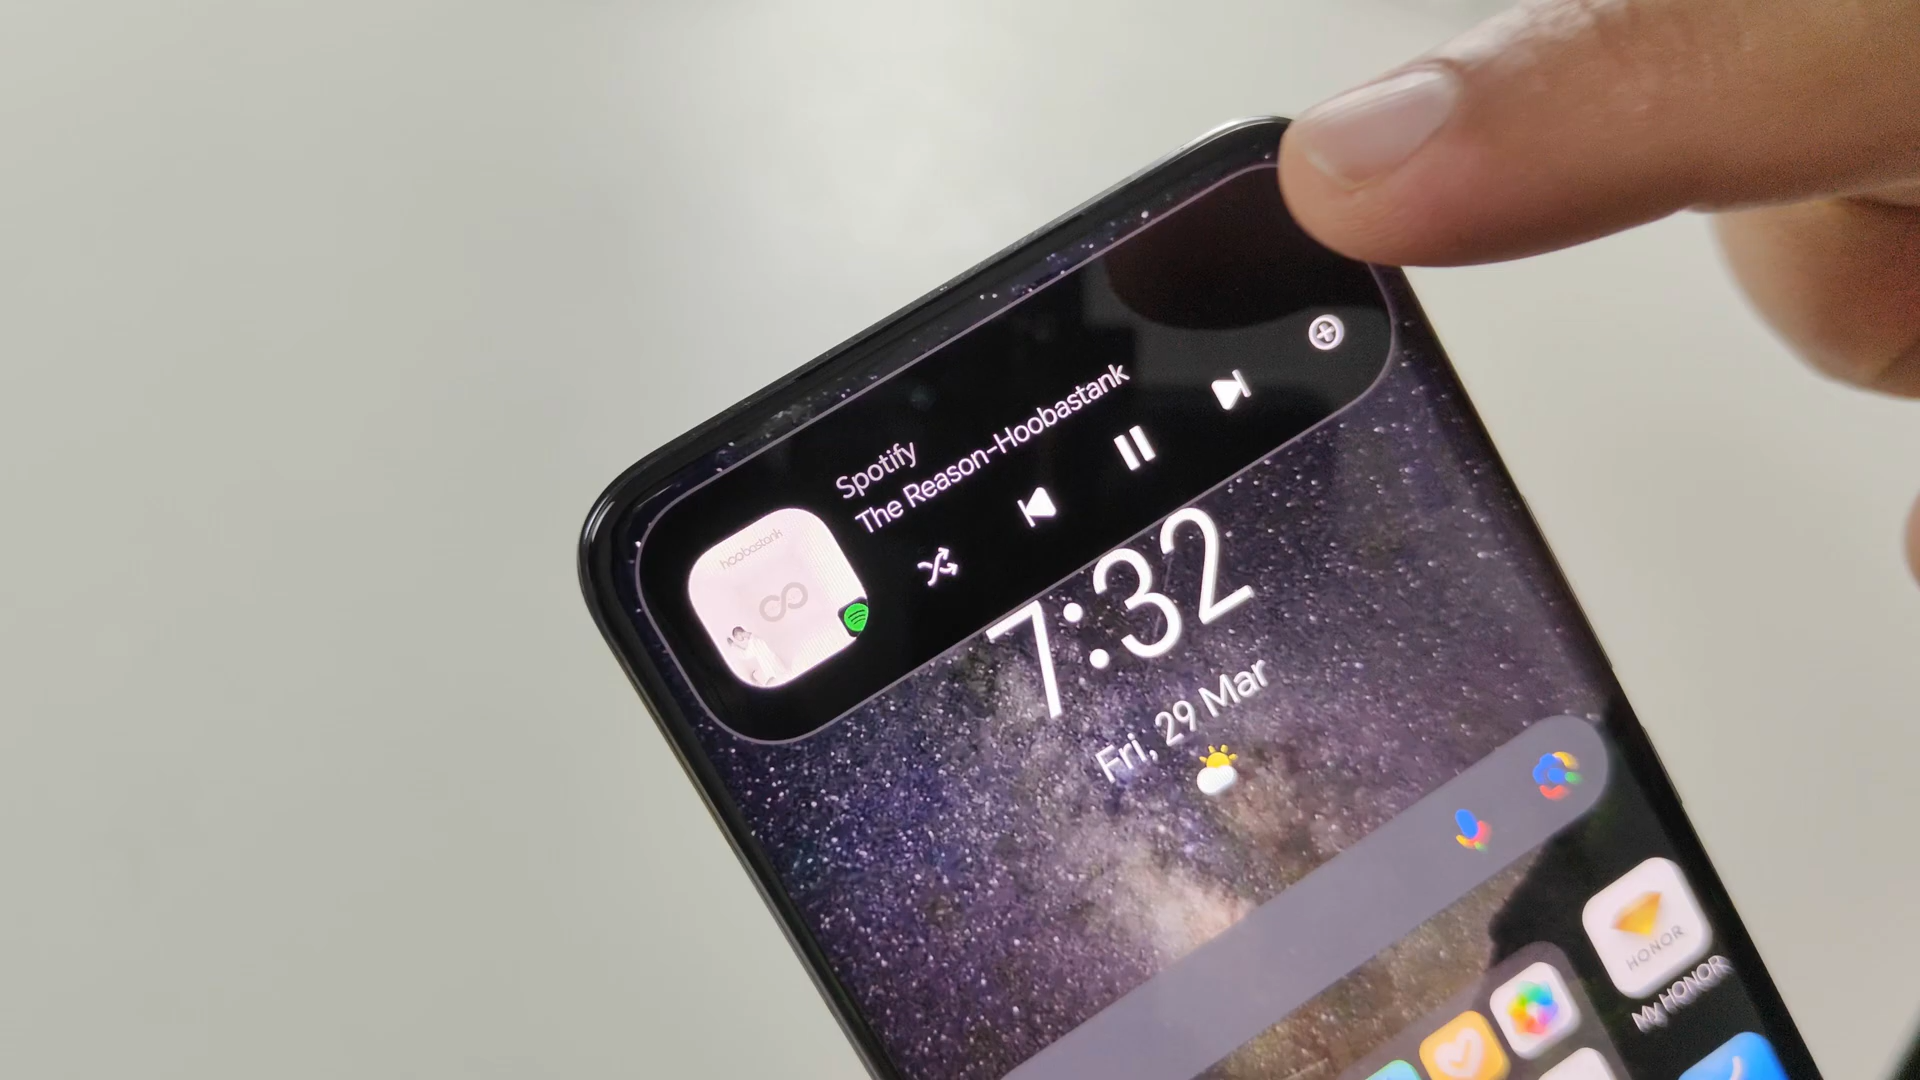 Spotify
The Reason-Hoobastank
hoobastank
7:32
Fri, 29 Mar
HONOR
My HONOR